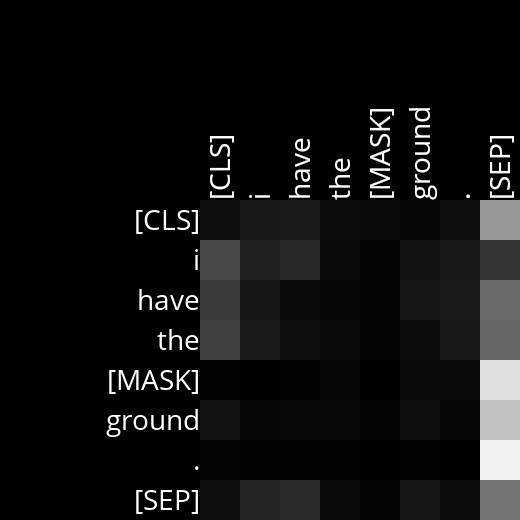 [CLS] i have the [MASK] ground . [SEP]
[CLS]
i
have
the
[MASK]
ground
.
[SEP]